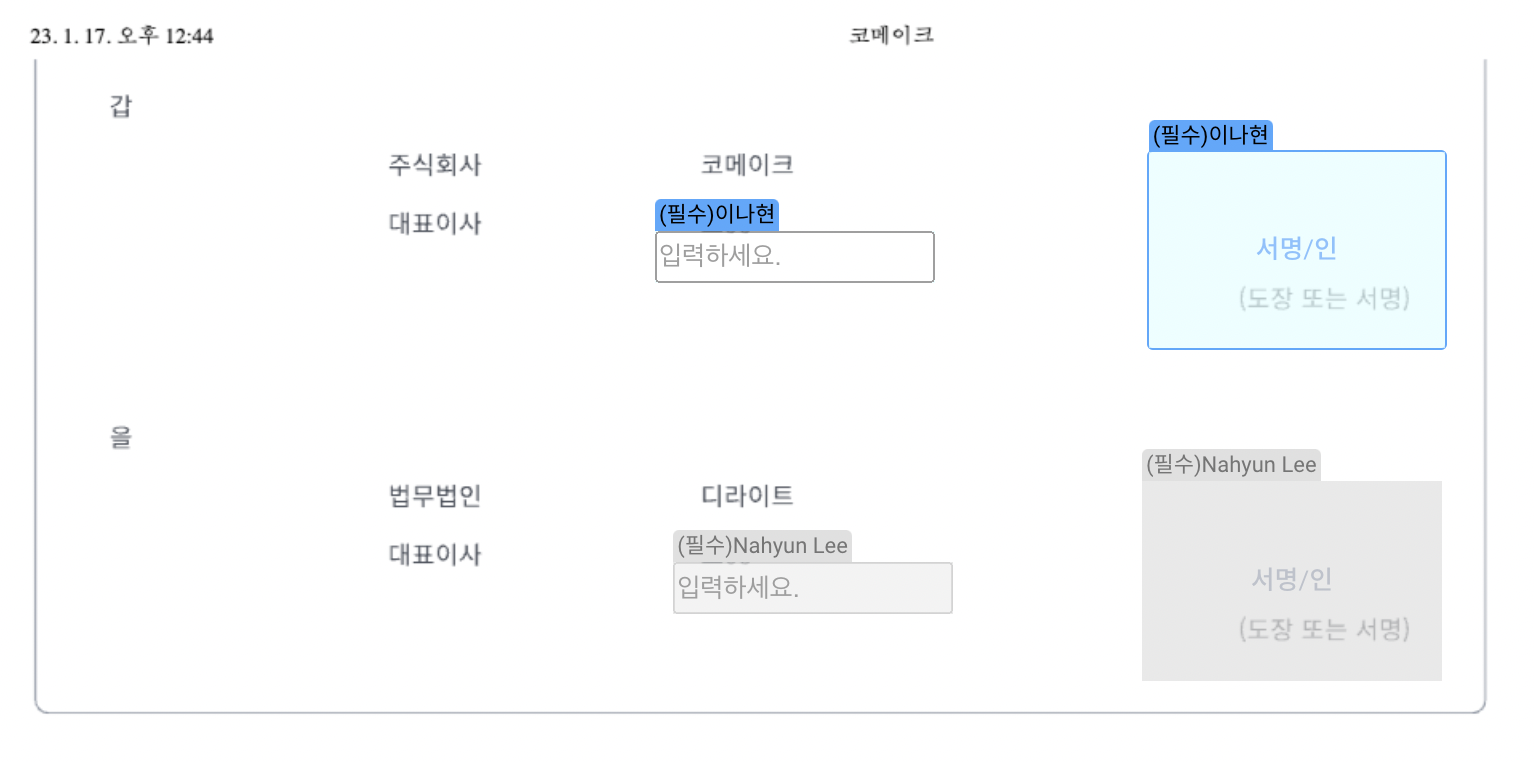 23. 1. 17. 오후 12:44 코메이크
갑
(필수)이나현
주식회사 코메이크
대표이사 (필수)이나현
입력하세요.
서명/인
(도장 또는 서명)
을
(필수)Nahyun Lee
법무법인 디라이트
대표이사 (필수)Nahyun Lee
입력하세요.
서명/인
(도장 또는 서명)